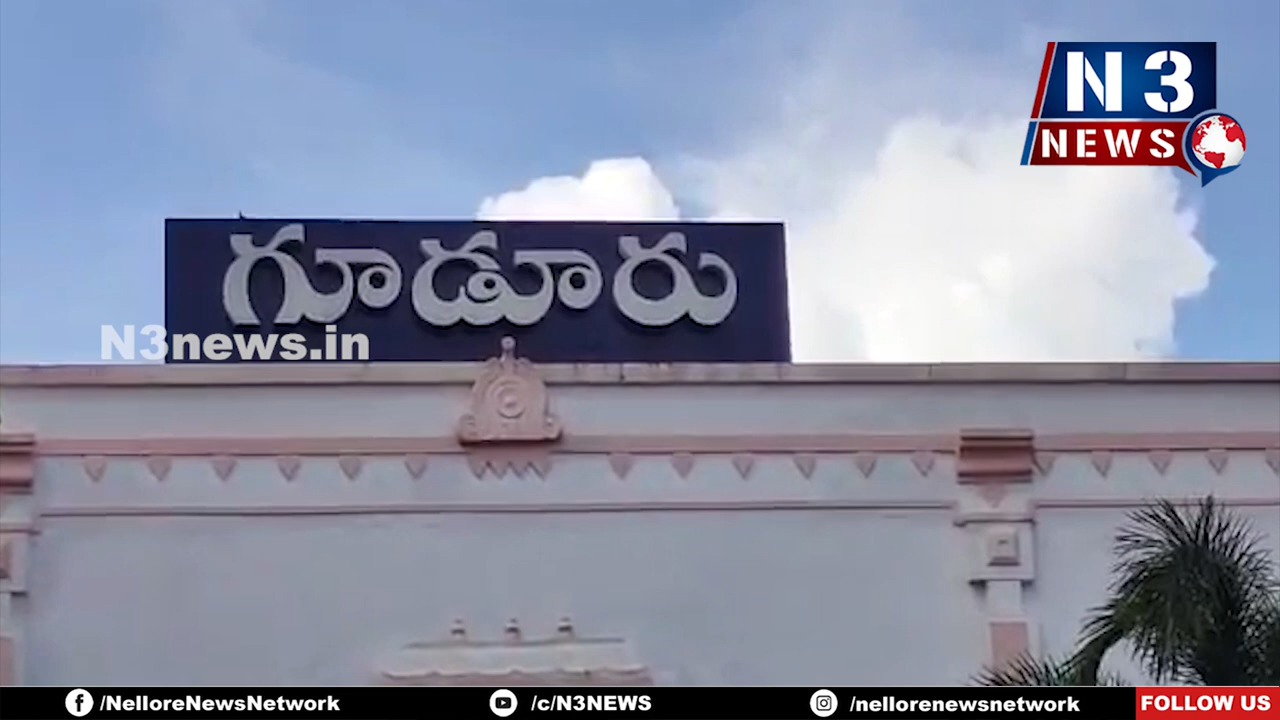 N3
NEWS
గూడూరు
N3news.in
/NelloreNewsNetwork
/c/N3NEWS
/nellorenewsnetwork
FOLLOW US